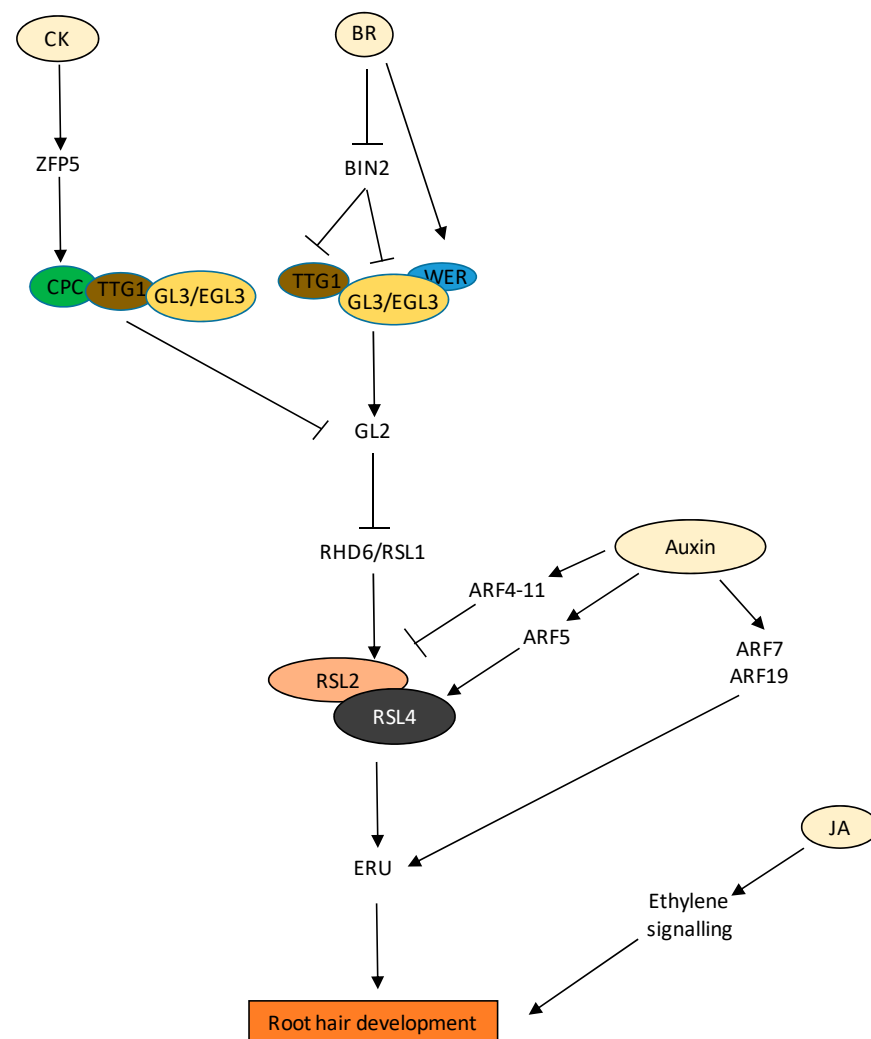 CK
BR
ZFP5
BIN2
CPC
TTG1
GL3/EGL3
TTG1
GL3/EGL3
WER
GL2
RHD6/RSL1
Auxin
ARF4-11
ARF5
ARF7
ARF19
RSL2
RSL4
JA
ERU
Ethylene
signalling
Root hair development